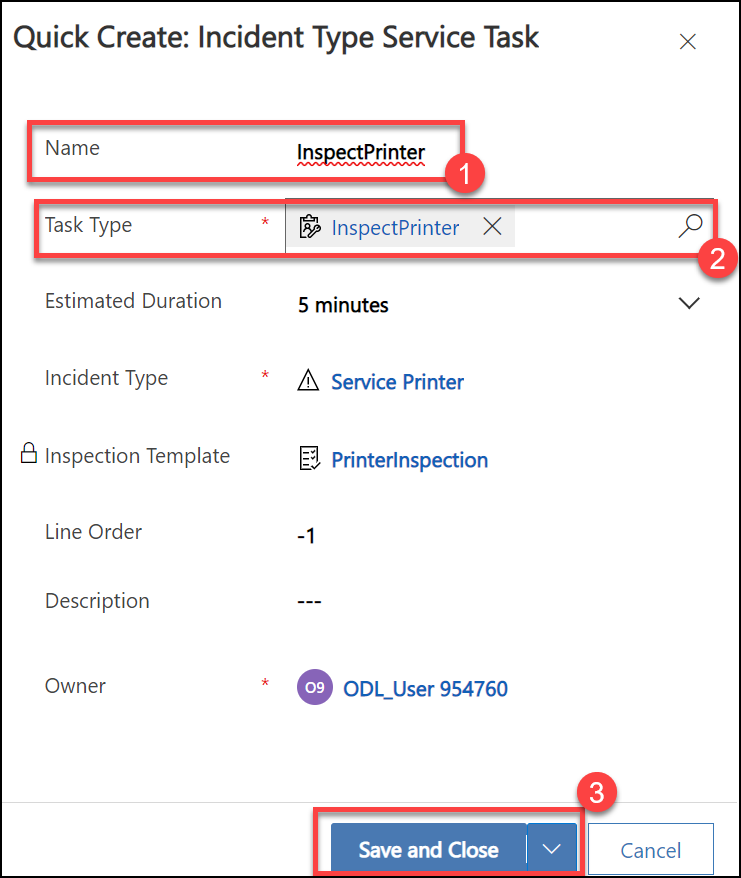 Quick Create: Incident Type Service Task
Name InspectPrinter
1
Task Type * InspectPrinter
2
Estimated Duration 5 minutes
Incident Type * Service Printer
Inspection Template PrinterInspection
Line Order -1
Description ---
Owner * O9 ODL_User 954760
3
Save and Close Cancel